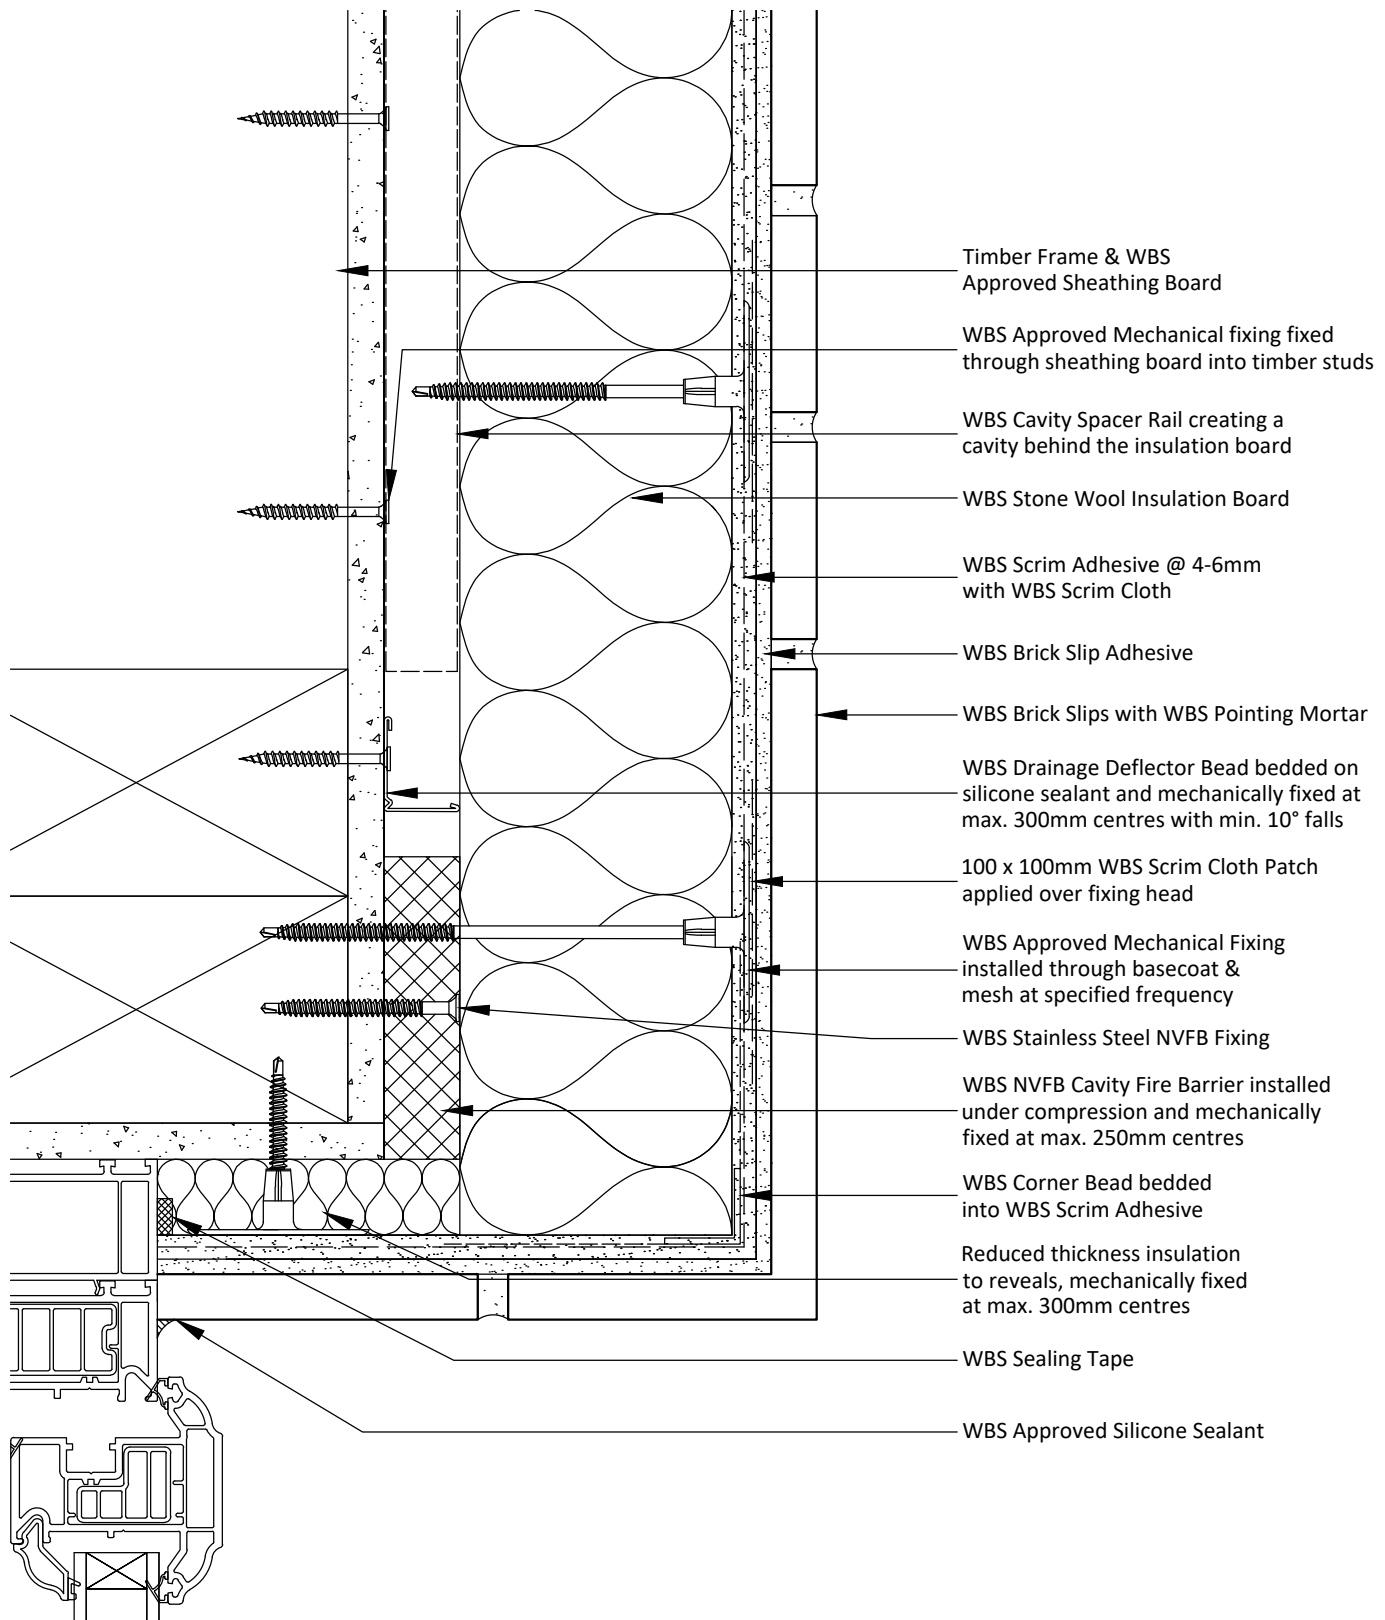 Timber Frame & WBS
Approved Sheathing Board
WBS Approved Mechanical fixing fixed
through sheathing board into timber studs
WBS Cavity Spacer Rail creating a
cavity behind the insulation board
WBS Stone Wool Insulation Board
WBS Scrim Adhesive @ 4-6mm
with WBS Scrim Cloth
WBS Brick Slip Adhesive
WBS Brick Slips with WBS Pointing Mortar
WBS Drainage Deflector Bead bedded on
silicone sealant and mechanically fixed at
max. 300mm centres with min. 10° falls
100 x 100mm WBS Scrim Cloth Patch
applied over fixing head
WBS Approved Mechanical Fixing
installed through basecoat &
mesh at specified frequency
WBS Stainless Steel NVFB Fixing
WBS NVFB Cavity Fire Barrier installed
under compression and mechanically
fixed at max. 250mm centres
WBS Corner Bead bedded
into WBS Scrim Adhesive
Reduced thickness insulation
to reveals, mechanically fixed
at max. 300mm centres
WBS Sealing Tape
WBS Approved Silicone Sealant